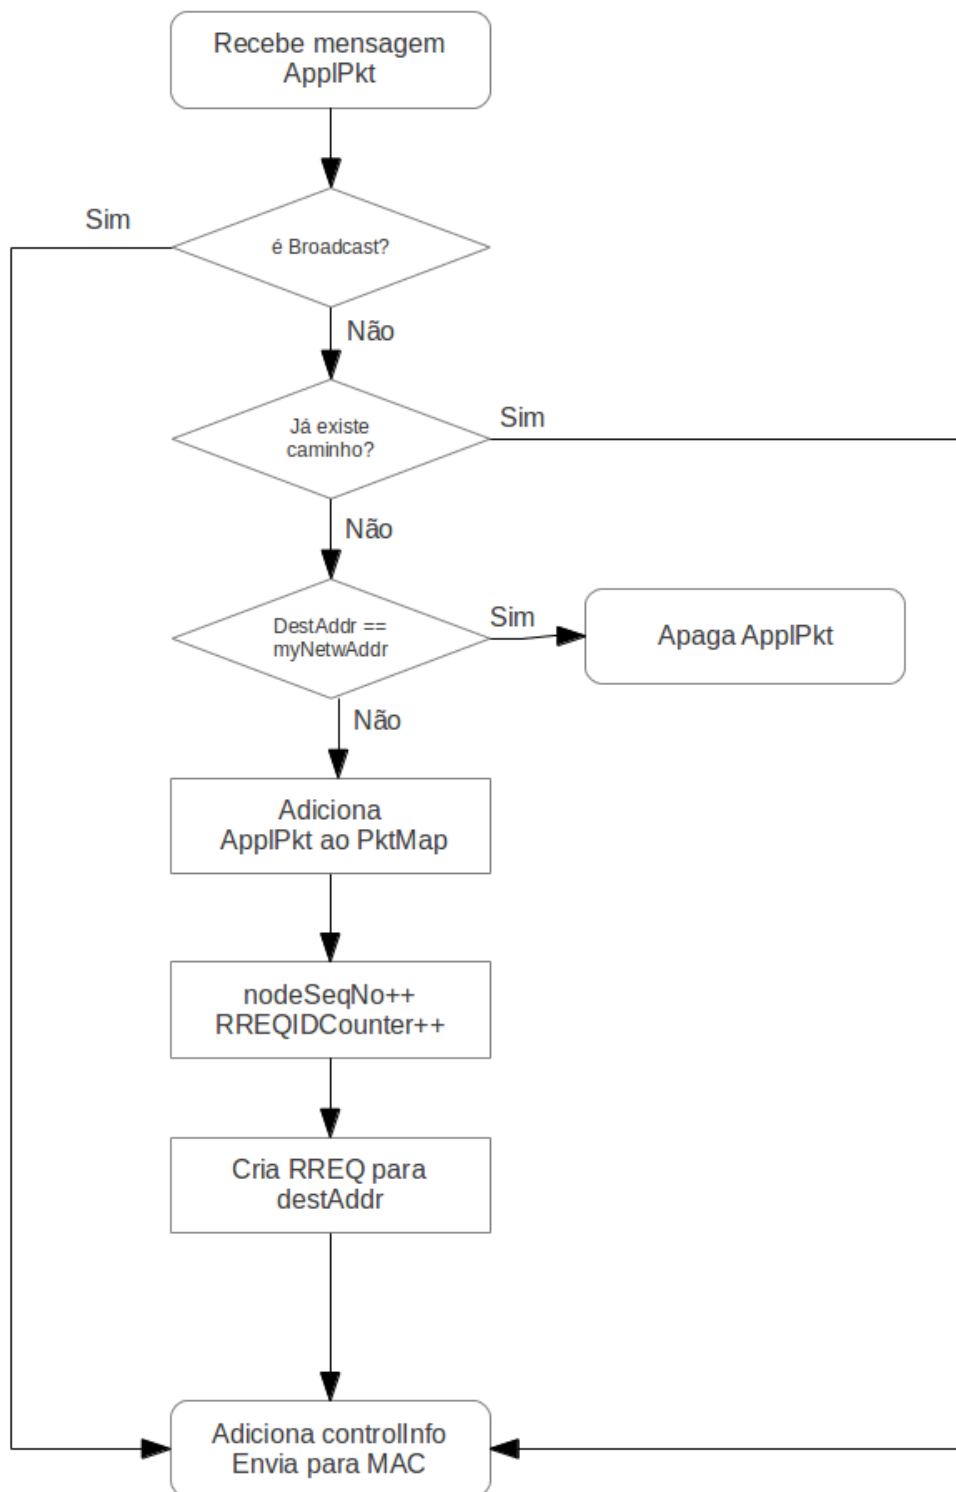 Recebe mensagem
ApplPkt
Sim
é Broadcast?
Não
Já existe
caminho?
Sim
Não
DestAddr ==
myNetwAddr
Sim
Apaga ApplPkt
Não
Adiciona
ApplPkt ao PktMap
nodeSeqNo++
RREQIDCounter++
Cria RREQ para
destAddr
Adiciona controlInfo
Envia para MAC